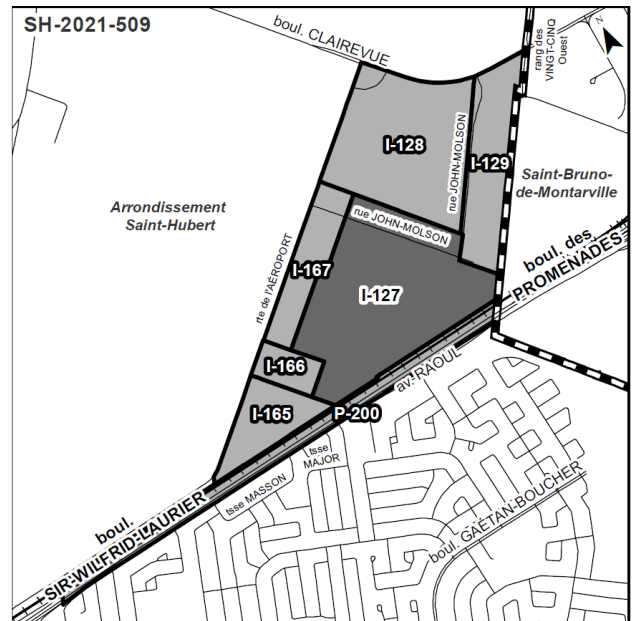 SH-2021-509
boul. CLAIREVUE
rang des
VINGT-CINQ
Ouest
N
I-128
rue JOHN-MOLSON
I-129
Arrondissement
Saint-Hubert
Saint-Bruno-
de-Montarville
rue JOHN-MOLSON
rte de l'AÉROPORT
I-167
I-127
boul. des
PROMENADES
I-166
av. RAOUL
I-165
P-200
tsse
MAJOR
tsse MASSON
boul.
SIR-WILFRID-LAURIER
boul. GAÉTAN-BOUCHER